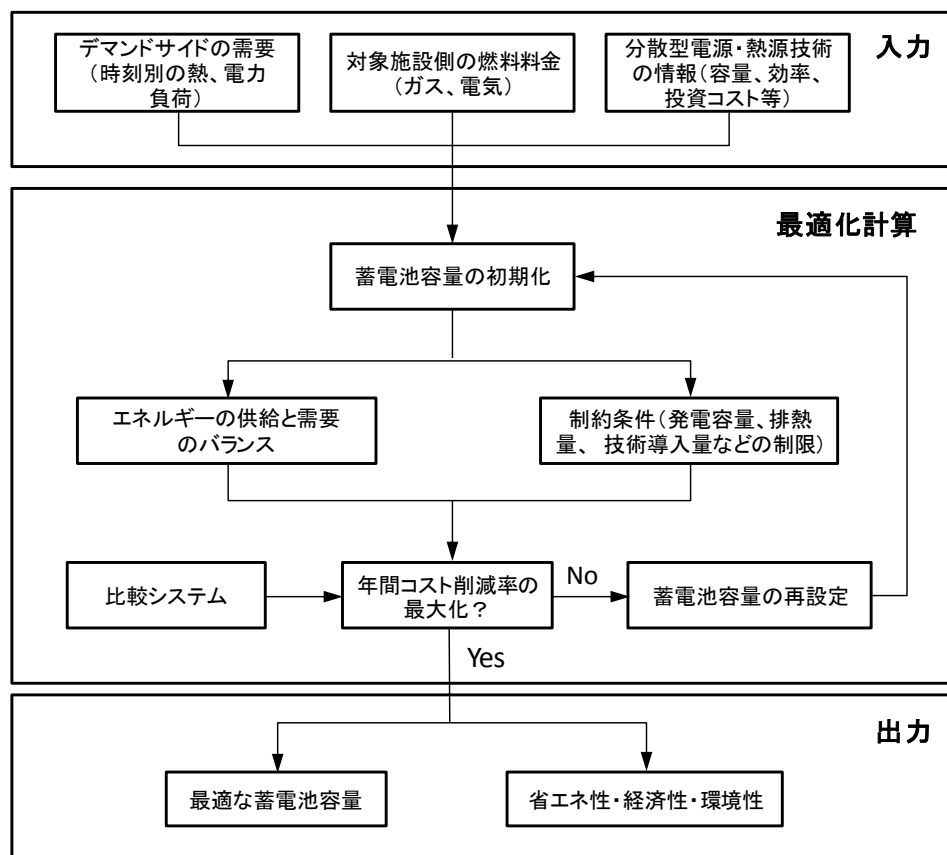 デマンドサイドの需要
（時刻別の熱、電力
負荷）
対象施設側の燃料料金
（ガス、電気）
分散型電源・熱源技術
の情報（容量、効率、
投資コスト等）
入力
最適化計算
蓄電池容量の初期化
エネルギーの供給と需要
のバランス
制約条件（発電容量、排熱
量、 技術導入量などの制限）
比較システム
年間コスト削減率の
最大化？
No
蓄電池容量の再設定
Yes
出力
最適な蓄電池容量
省エネ性・経済性・環境性